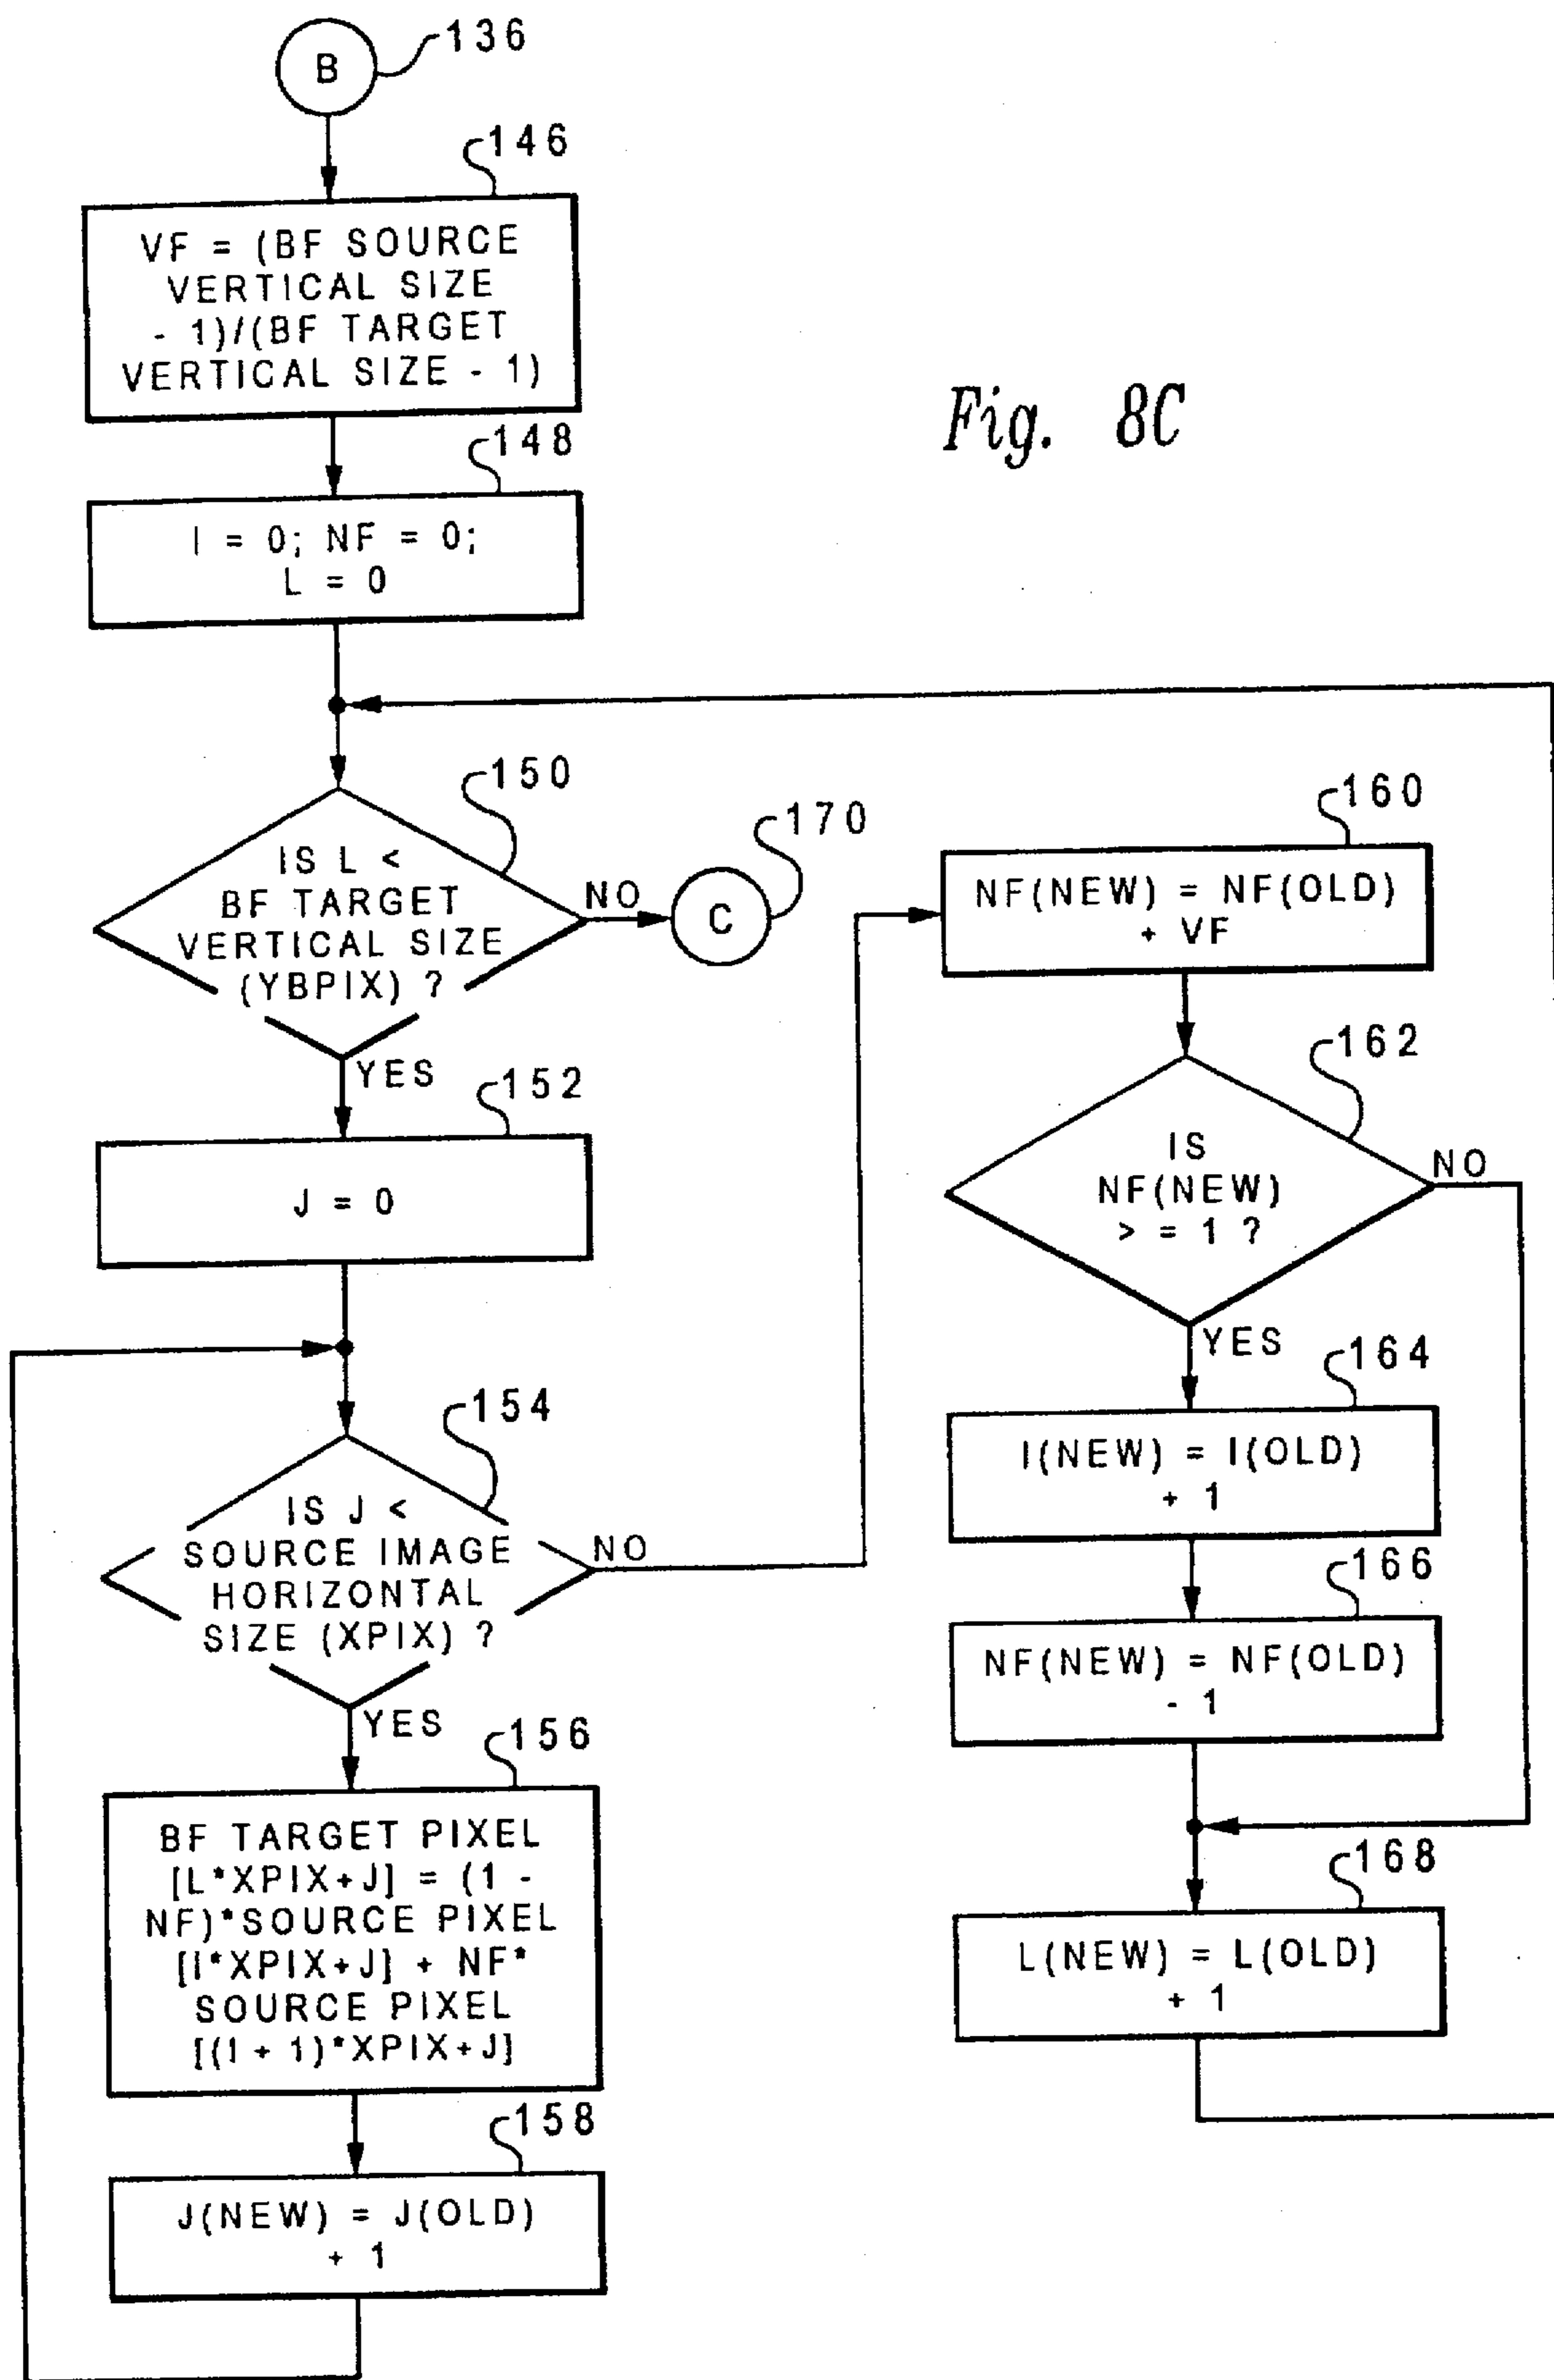 B
136
146
VF = (BF SOURCE
VERTICAL SIZE
- 1)/(BF TARGET
VERTICAL SIZE - 1)
Fig. 8C
148
I = 0; NF = 0;
L = 0
150
IS L <
BF TARGET
VERTICAL SIZE
(YBPIX) ?
NO
C
170
YES
152
J = 0
154
IS J <
SOURCE IMAGE
HORIZONTAL
SIZE (XPIX) ?
NO
YES
156
BF TARGET PIXEL
[L*XPIX+J] = (1 -
NF)*SOURCE PIXEL
[I*XPIX+J] + NF*
SOURCE PIXEL
[(I + 1)*XPIX+J]
158
J(NEW) = J(OLD)
+ 1
160
NF(NEW) = NF(OLD)
+ VF
162
IS
NF(NEW)
> = 1 ?
NO
YES
164
I(NEW) = I(OLD)
+ 1
166
NF(NEW) = NF(OLD)
- 1
168
L(NEW) = L(OLD)
+ 1